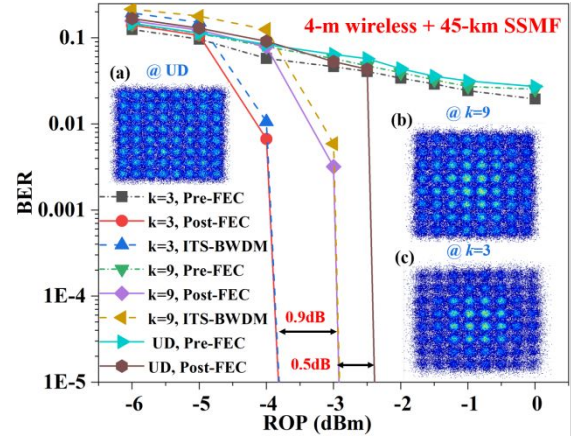 4-m wireless + 45-km SSMF
(a) @ UD
(b) @ k=9
(c) @ k=3
k=3, Pre-FEC
k=3, Post-FEC
k=3, ITS-BWDM
k=9, Pre-FEC
k=9, Post-FEC
k=9, ITS-BWDM
UD, Pre-FEC
UD, Post-FEC
0.9dB
0.5dB
BER
0.1
0.01
0.001
1E-4
1E-5
-6 -5 -4 -3 -2 -1 0
ROP (dBm)